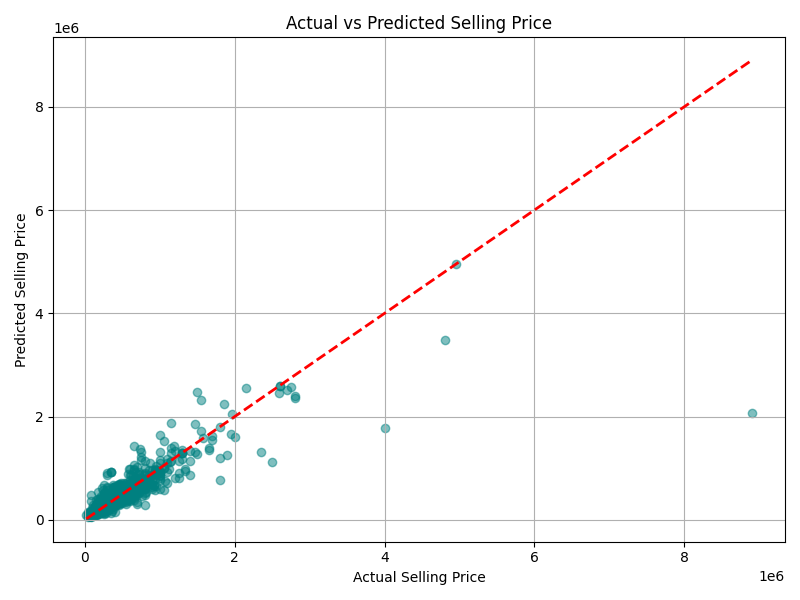 Actual vs Predicted Selling Price
1e6
8
6
4
2
0
Predicted Selling Price
0 2 4 6 8
Actual Selling Price
1e6